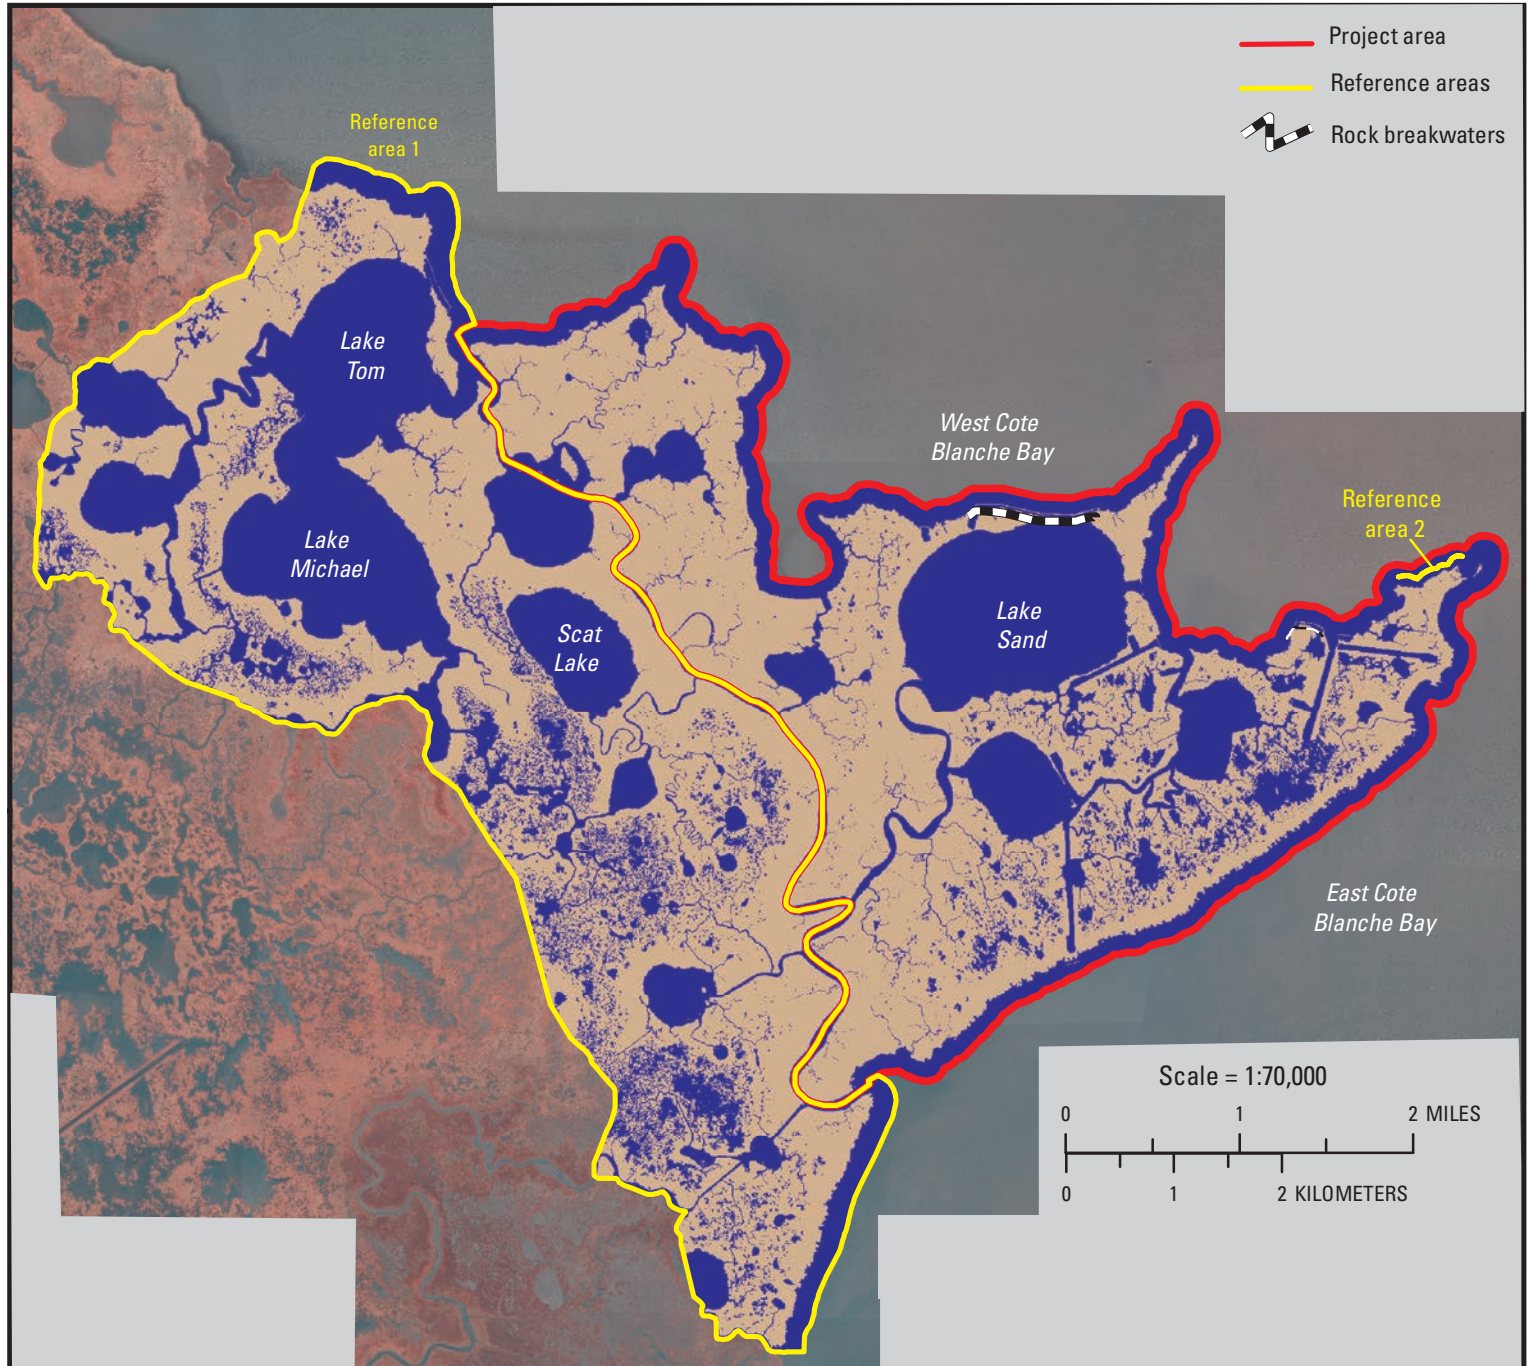 Project area
Reference areas
Rock breakwaters
Reference
area 1
Lake
Tom
West Cote
Blanche Bay
Reference
area 2
Lake
Michael
Lake
Sand
Scat
Lake
East Cote
Blanche Bay
Scale = 1:70,000
0 1 2 MILES
0 1 2 KILOMETERS